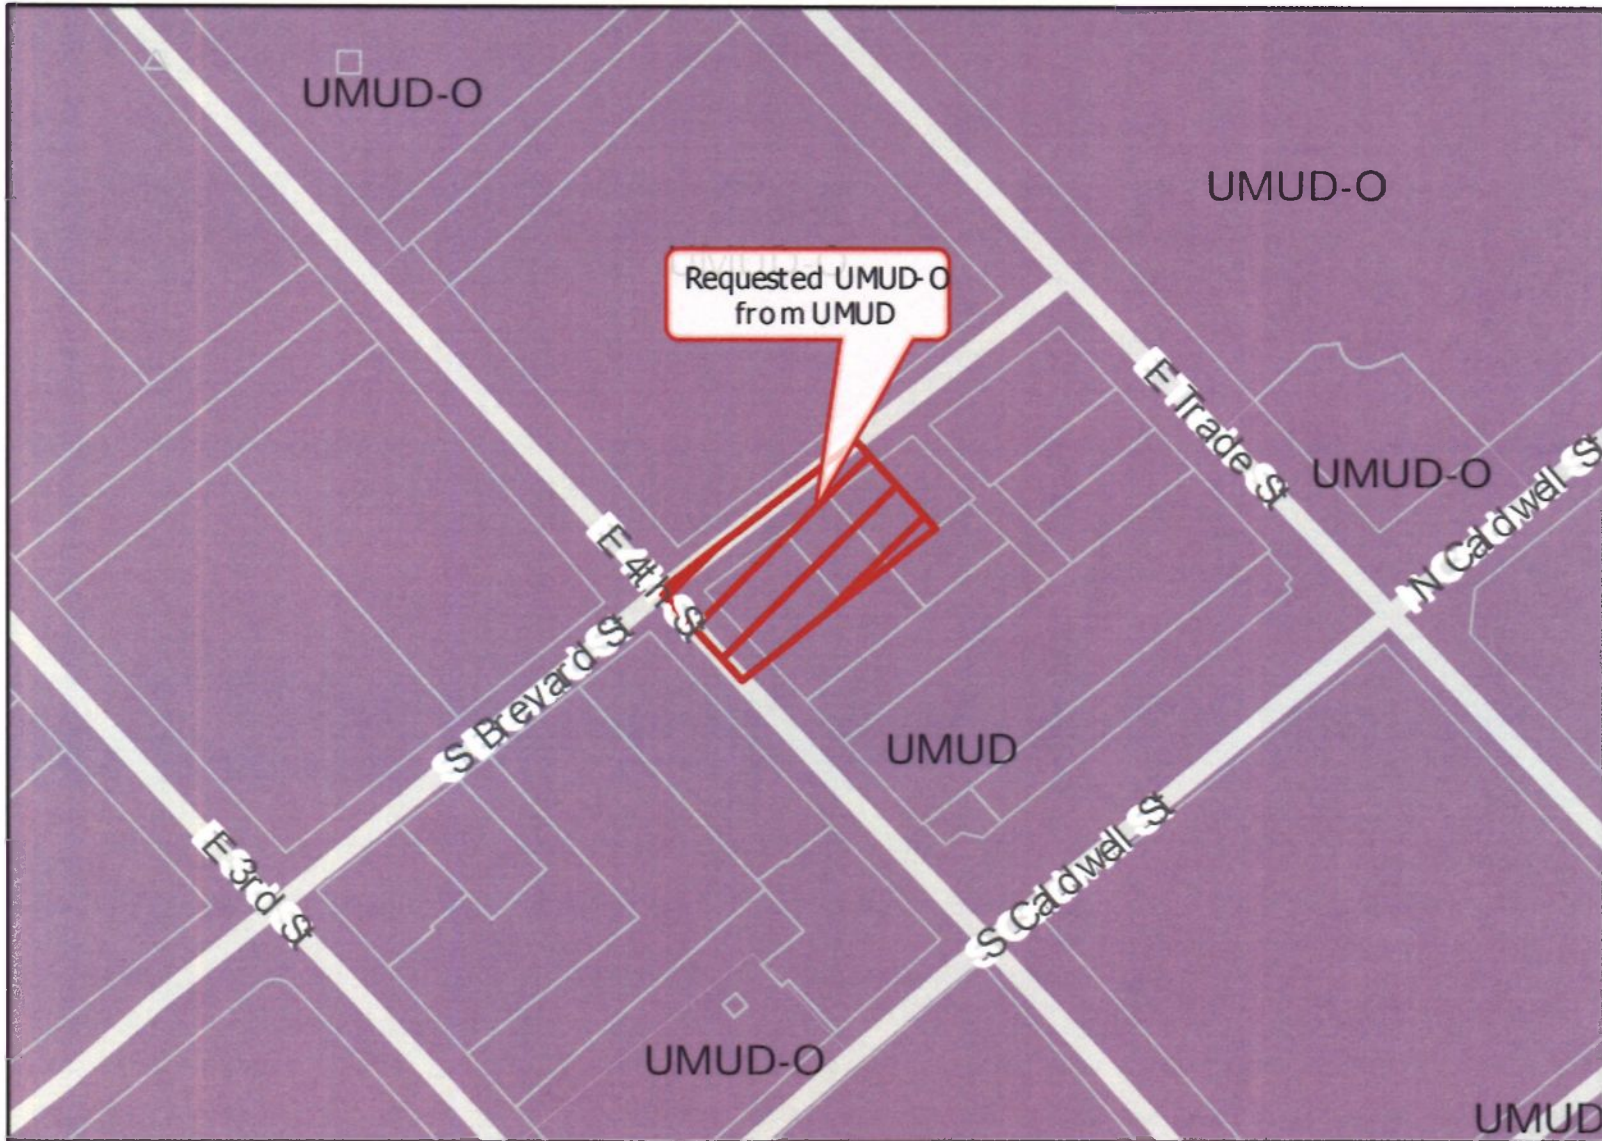 UMUD-O
UMUD-O
UMUD-O
Requested UMUD-O
from UMUD
E Trade St
UMUD-O
N Caldwell St
E 4th St
S Brevard St
UMUD
S Caldwell St
E 3rd St
UMUD-O
UMUD